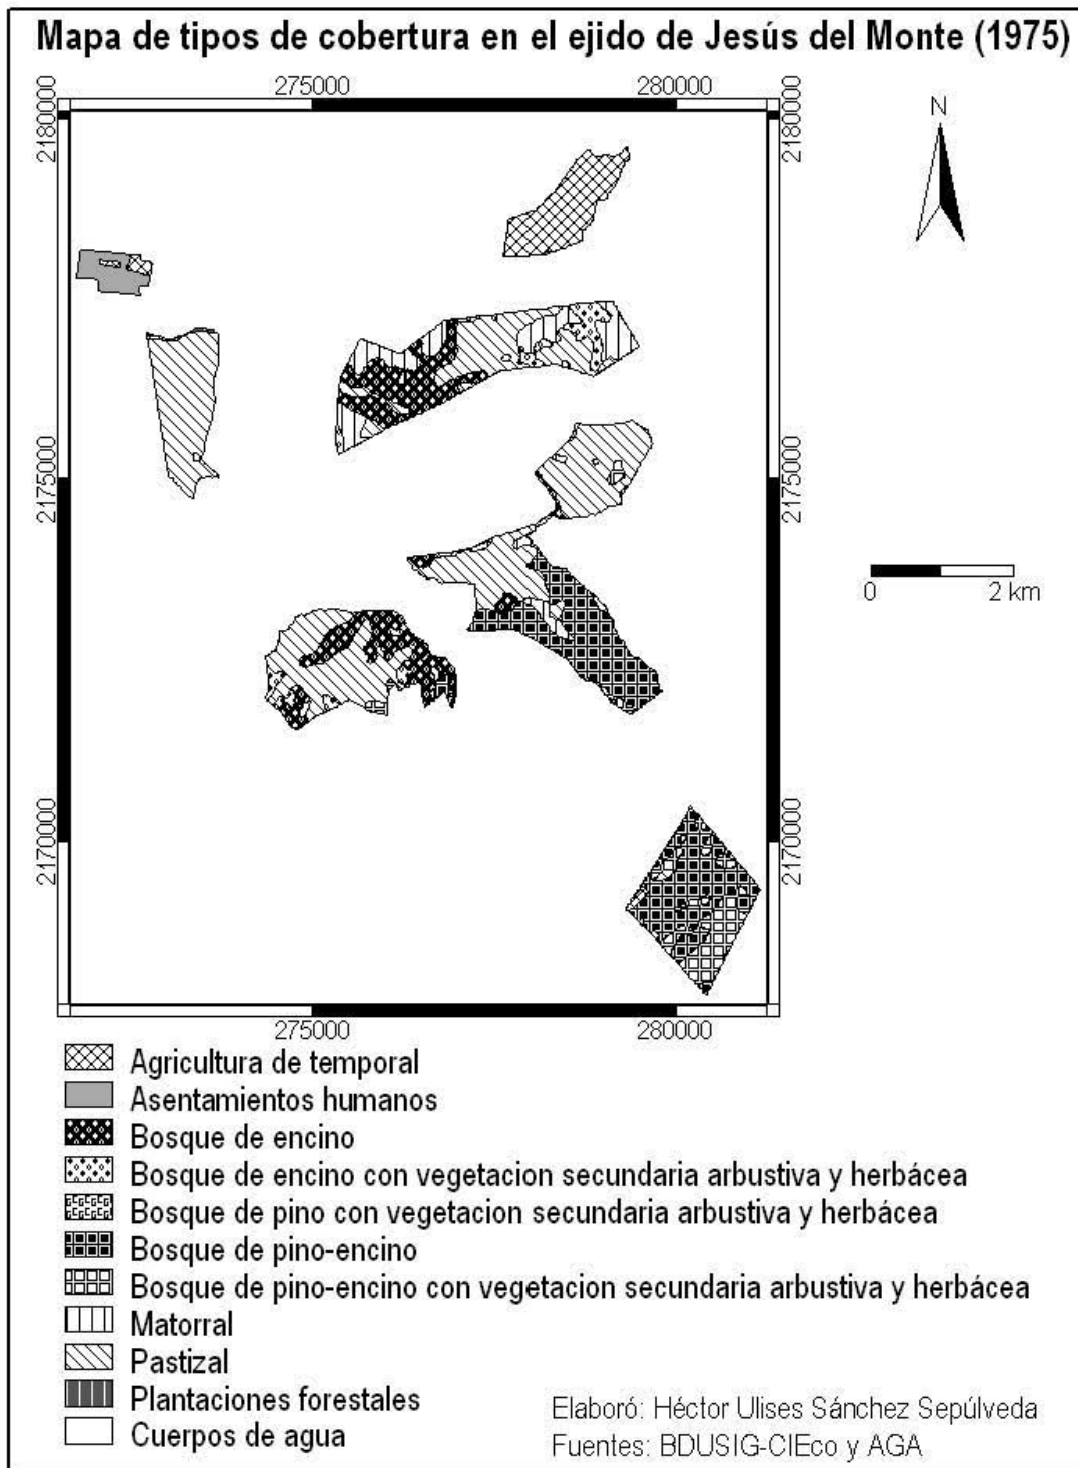 Mapa de tipos de cobertura en el ejido de Jesús del Monte (1975)
275000 280000
2180000 2180000
N
2175000 2175000
0 2 km
2170000 2170000
275000 280000
Agricultura de temporal
Asentamientos humanos
Bosque de encino
Bosque de encino con vegetacion secundaria arbustiva y herbácea
Bosque de pino con vegetacion secundaria arbustiva y herbácea
Bosque de pino-encino
Bosque de pino-encino con vegetacion secundaria arbustiva y herbácea
Matorral
Pastizal
Plantaciones forestales
Cuerpos de agua
Elaboró: Héctor Ulises Sánchez Sepúlveda
Fuentes: BDUSIG-CIEco y AGA